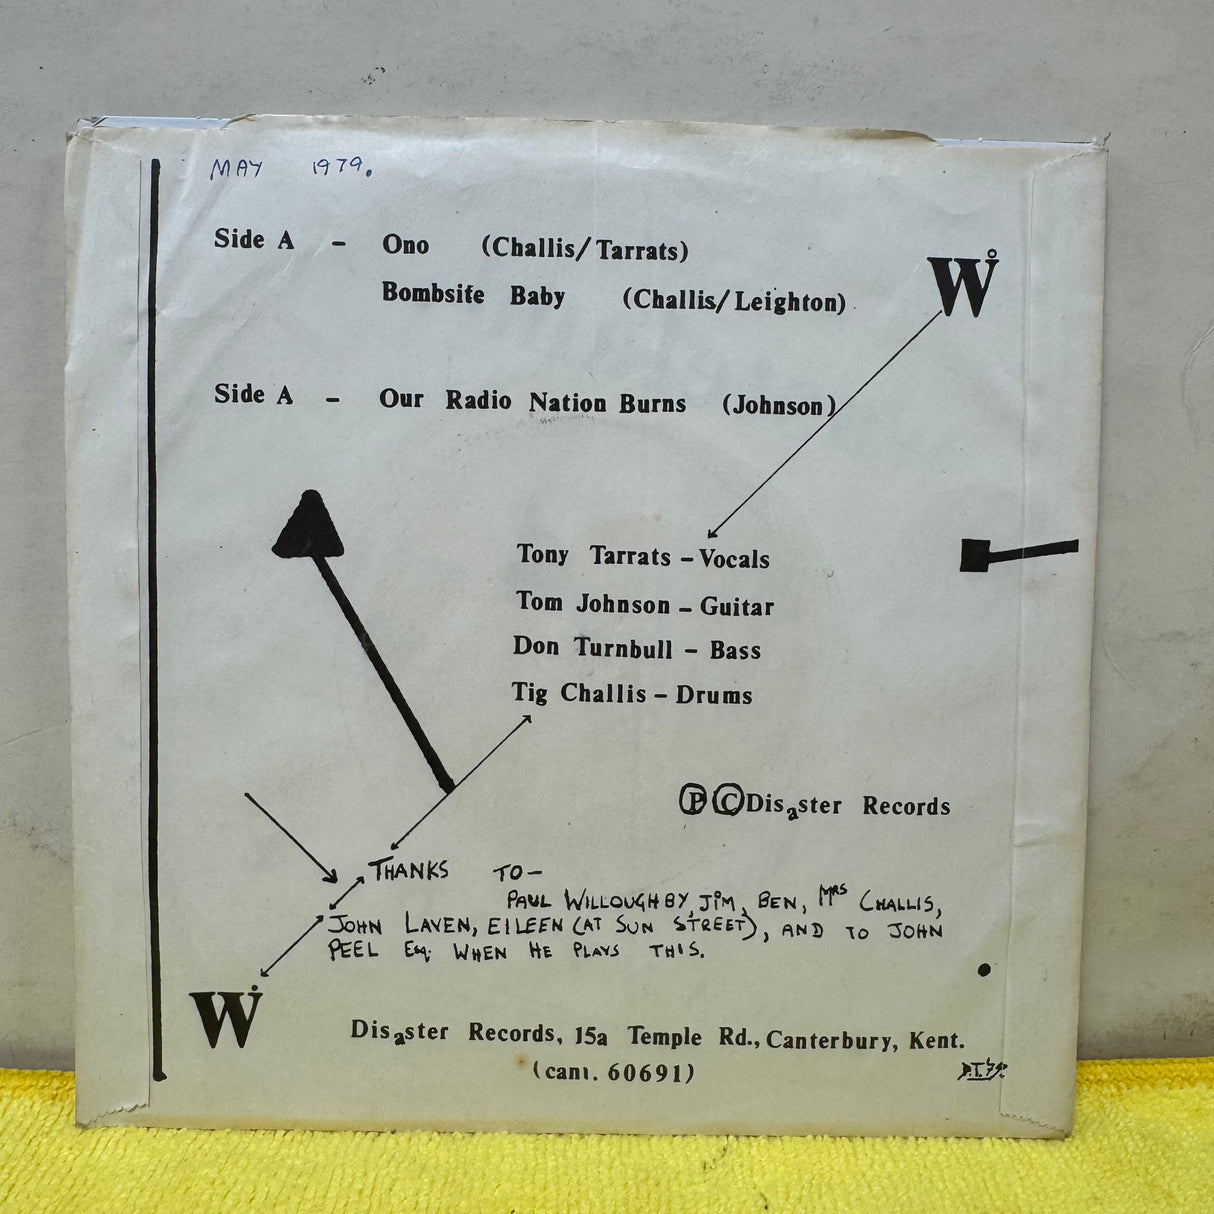 MAY 1979.
Side A - Ono (Challis/Tarrats)
Bombsite Baby (Challis/Leighton)
W
Side A - Our Radio Nation Burns (Johnson)
Tony Tarrats - Vocals
Tom Johnson - Guitar
Don Turnbull - Bass
Tig Challis - Drums
Ⓟ Ⓒ Disaster Records
THANKS TO-
PAUL WILLOUGHBY, JIM, BEN, MRS CHALLIS,
JOHN LAVEN, EILEEN (AT SUN STREET), AND TO JOHN
PEEL Esq. WHEN HE PLAYS THIS.
W
Disaster Records, 15a Temple Rd., Canterbury, Kent.
(cant. 60691)